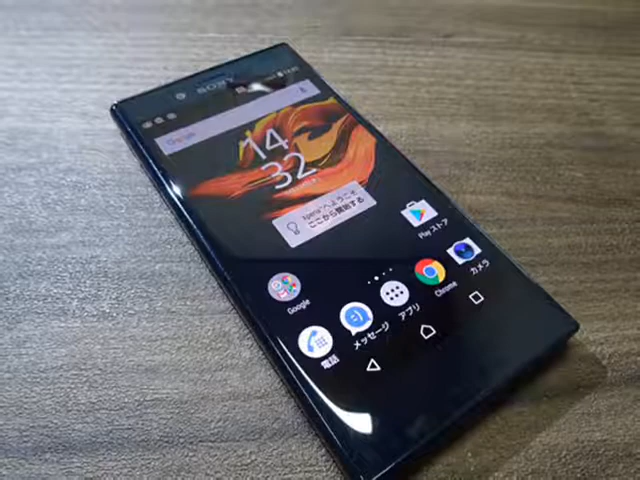 SONY
Google
14
32
Xperia™へようこそ
ここから開始する
Play ストア
Google
電話
メッセージ
アプリ
Chrome
カメラ